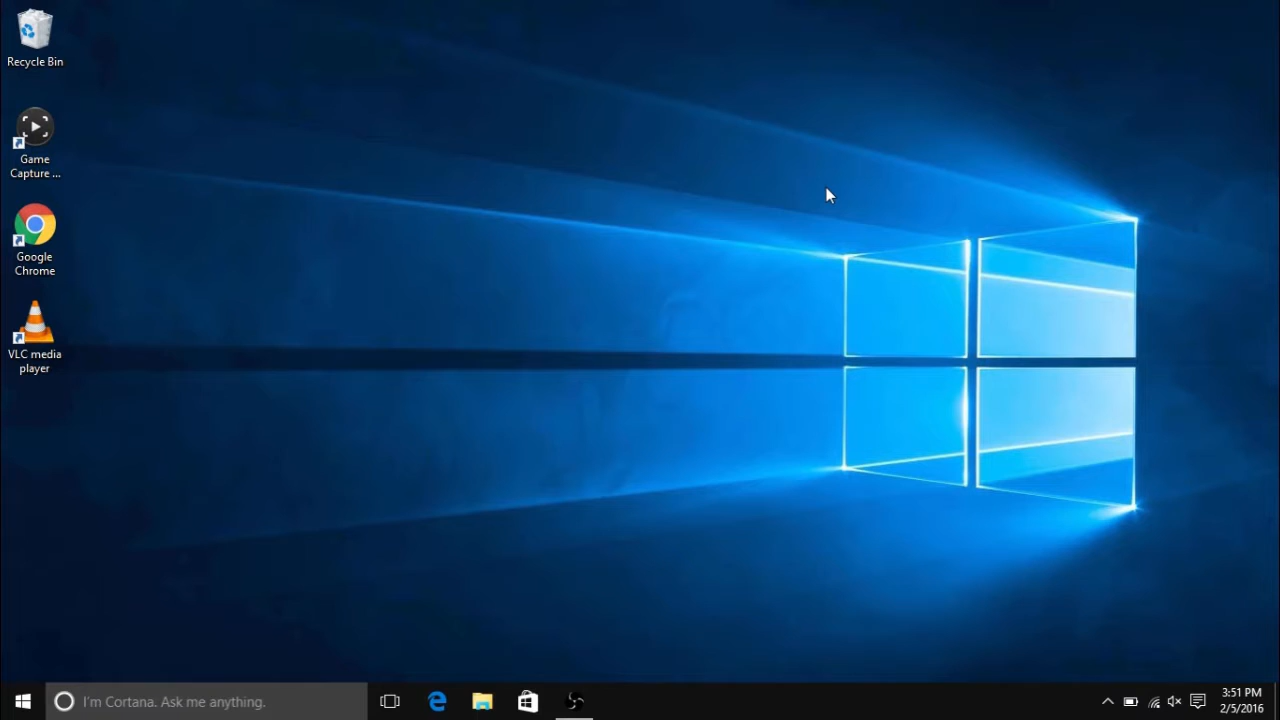 Recycle Bin
Game
Capture ...
Google
Chrome
VLC media
player
I'm Cortana. Ask me anything.
3:51 PM
2/5/2016